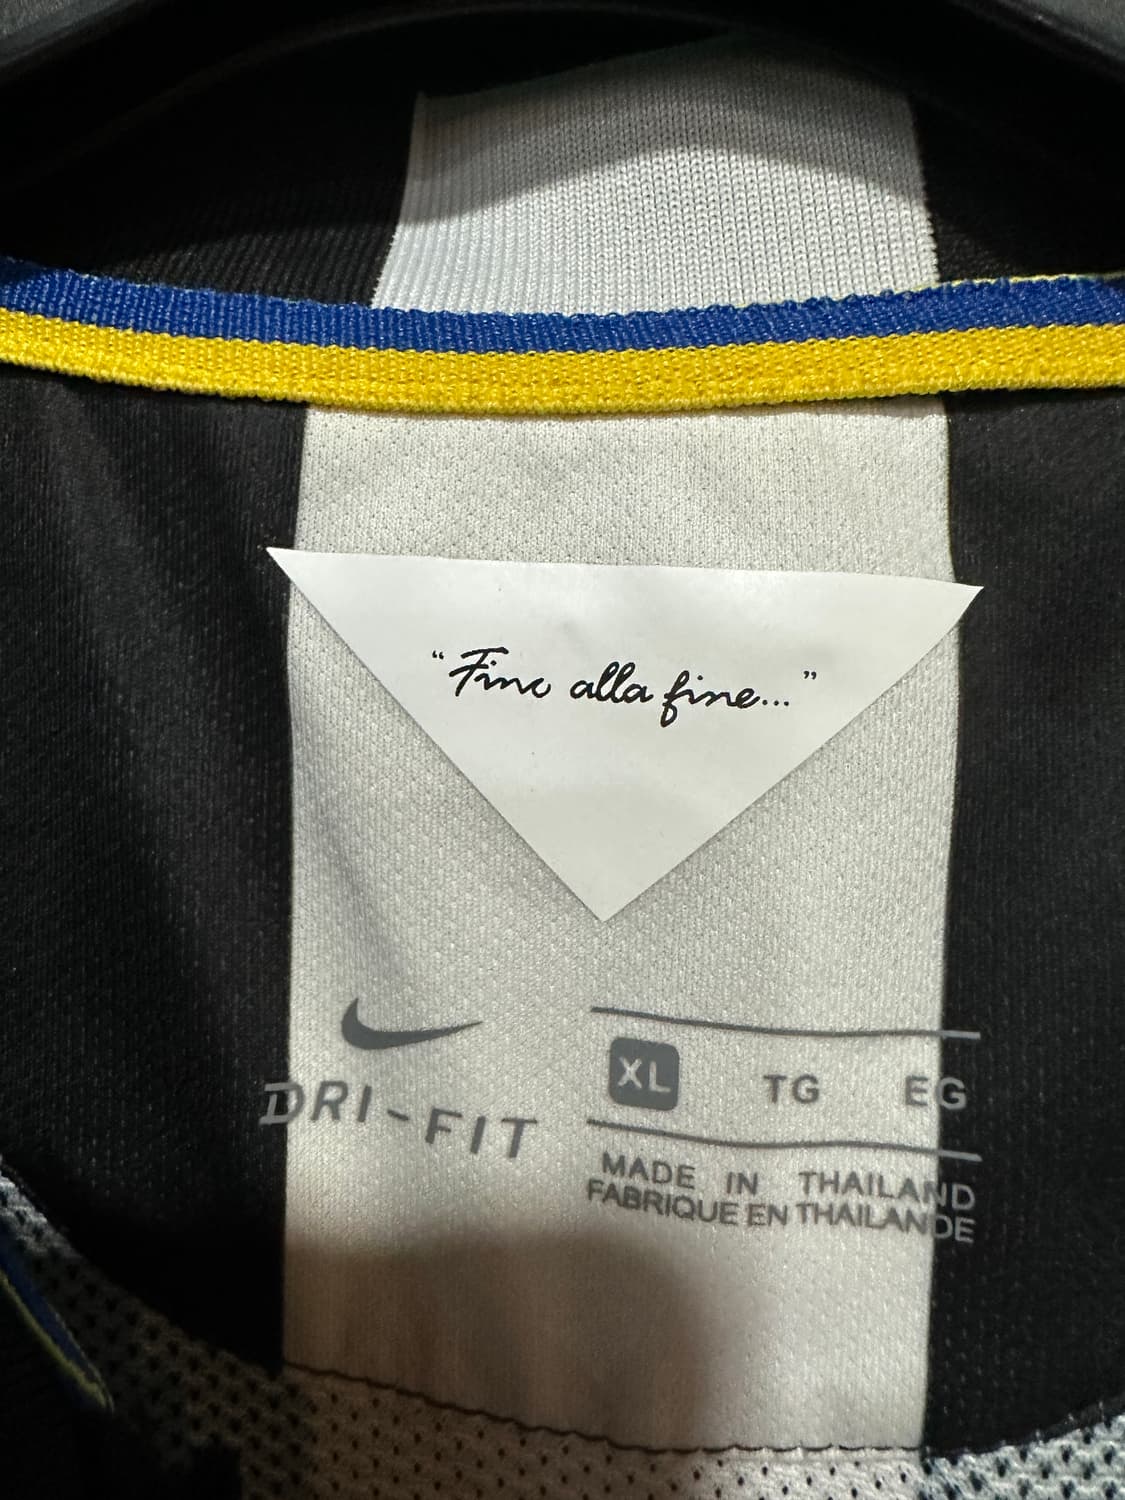 “Fino alla fine...”
DRI-FIT
XL TG EG
MADE IN THAILAND
FABRIQUE EN THAILANDE